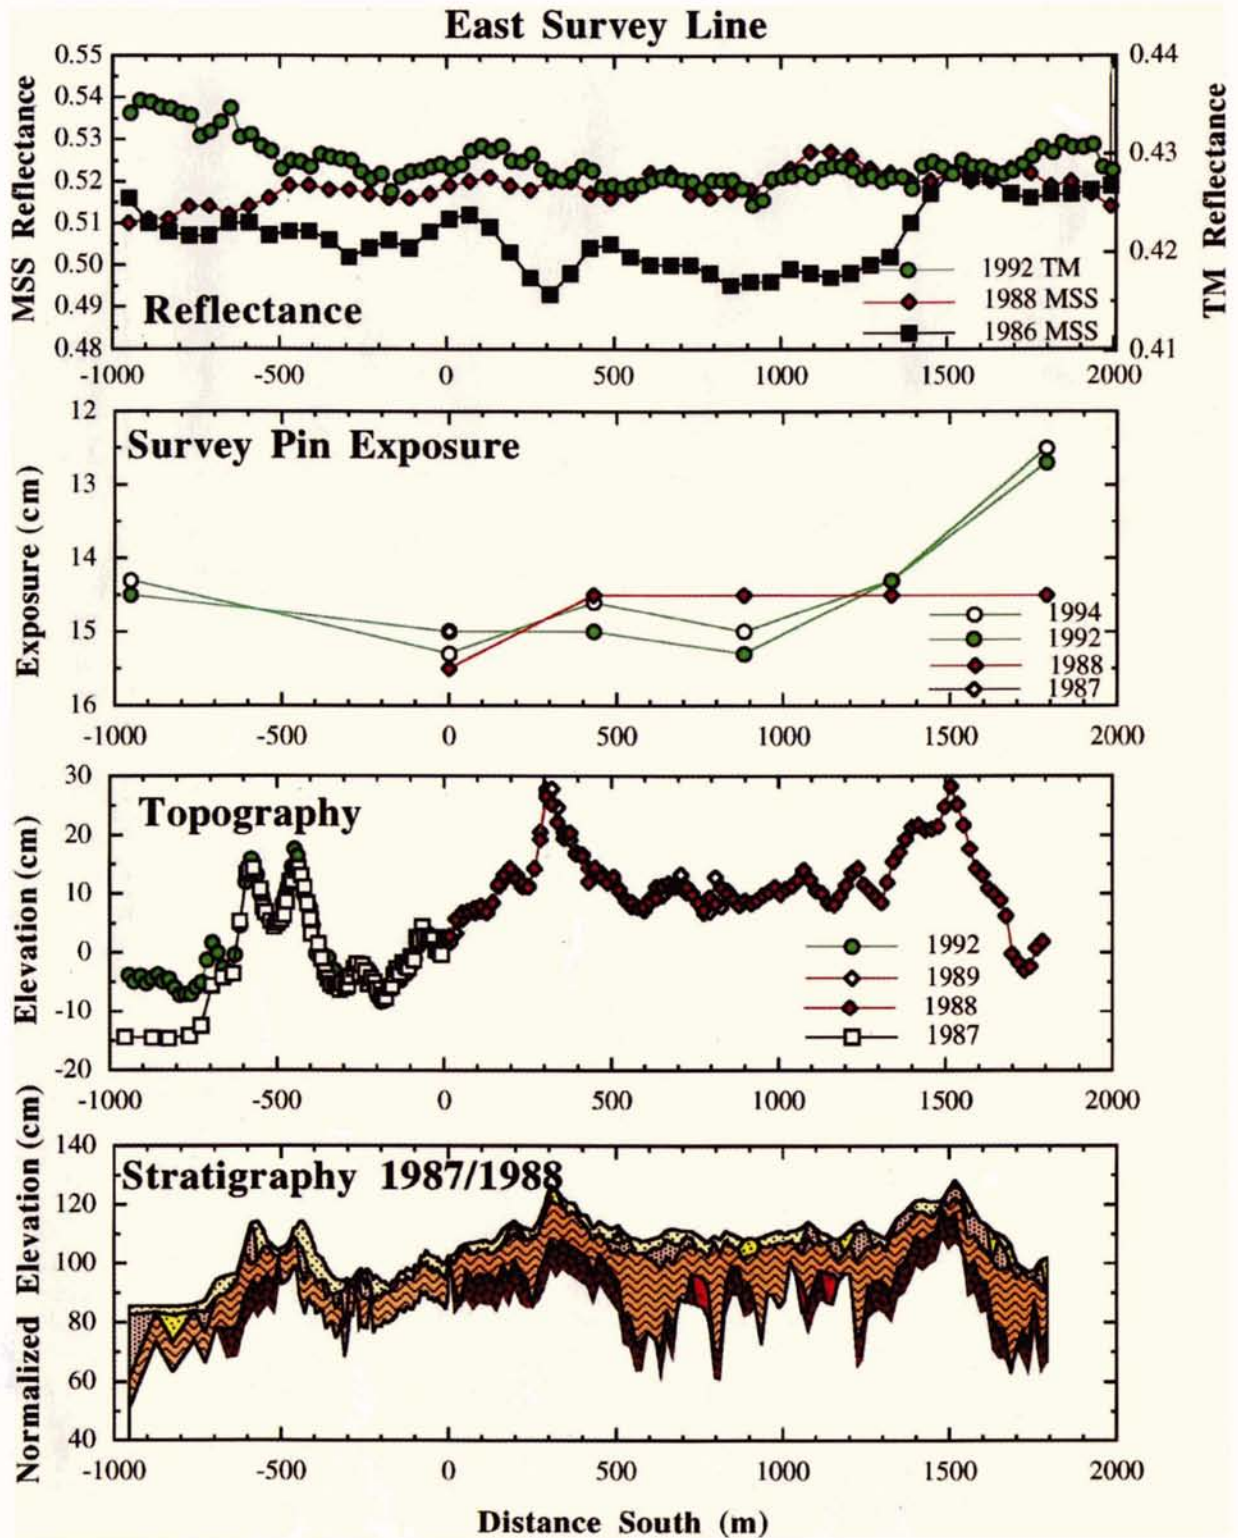 East Survey Line
0.55
0.54
0.53
0.52
0.51
0.50
0.49
0.48
MSS Reflectance
0.44
0.43
0.42
0.41
TM Reflectance
1992 TM
1988 MSS
1986 MSS
Reflectance
-1000 -500 0 500 1000 1500 2000
12
13
14
15
16
Exposure (cm)
Survey Pin Exposure
1994
1992
1988
1987
-1000 -500 0 500 1000 1500 2000
30
20
10
0
-10
-20
Elevation (cm)
Topography
1992
1989
1988
1987
-1000 -500 0 500 1000 1500 2000
140
120
100
80
60
40
Normalized Elevation (cm)
Stratigraphy 1987/1988
-1000 -500 0 500 1000 1500 2000
Distance South (m)